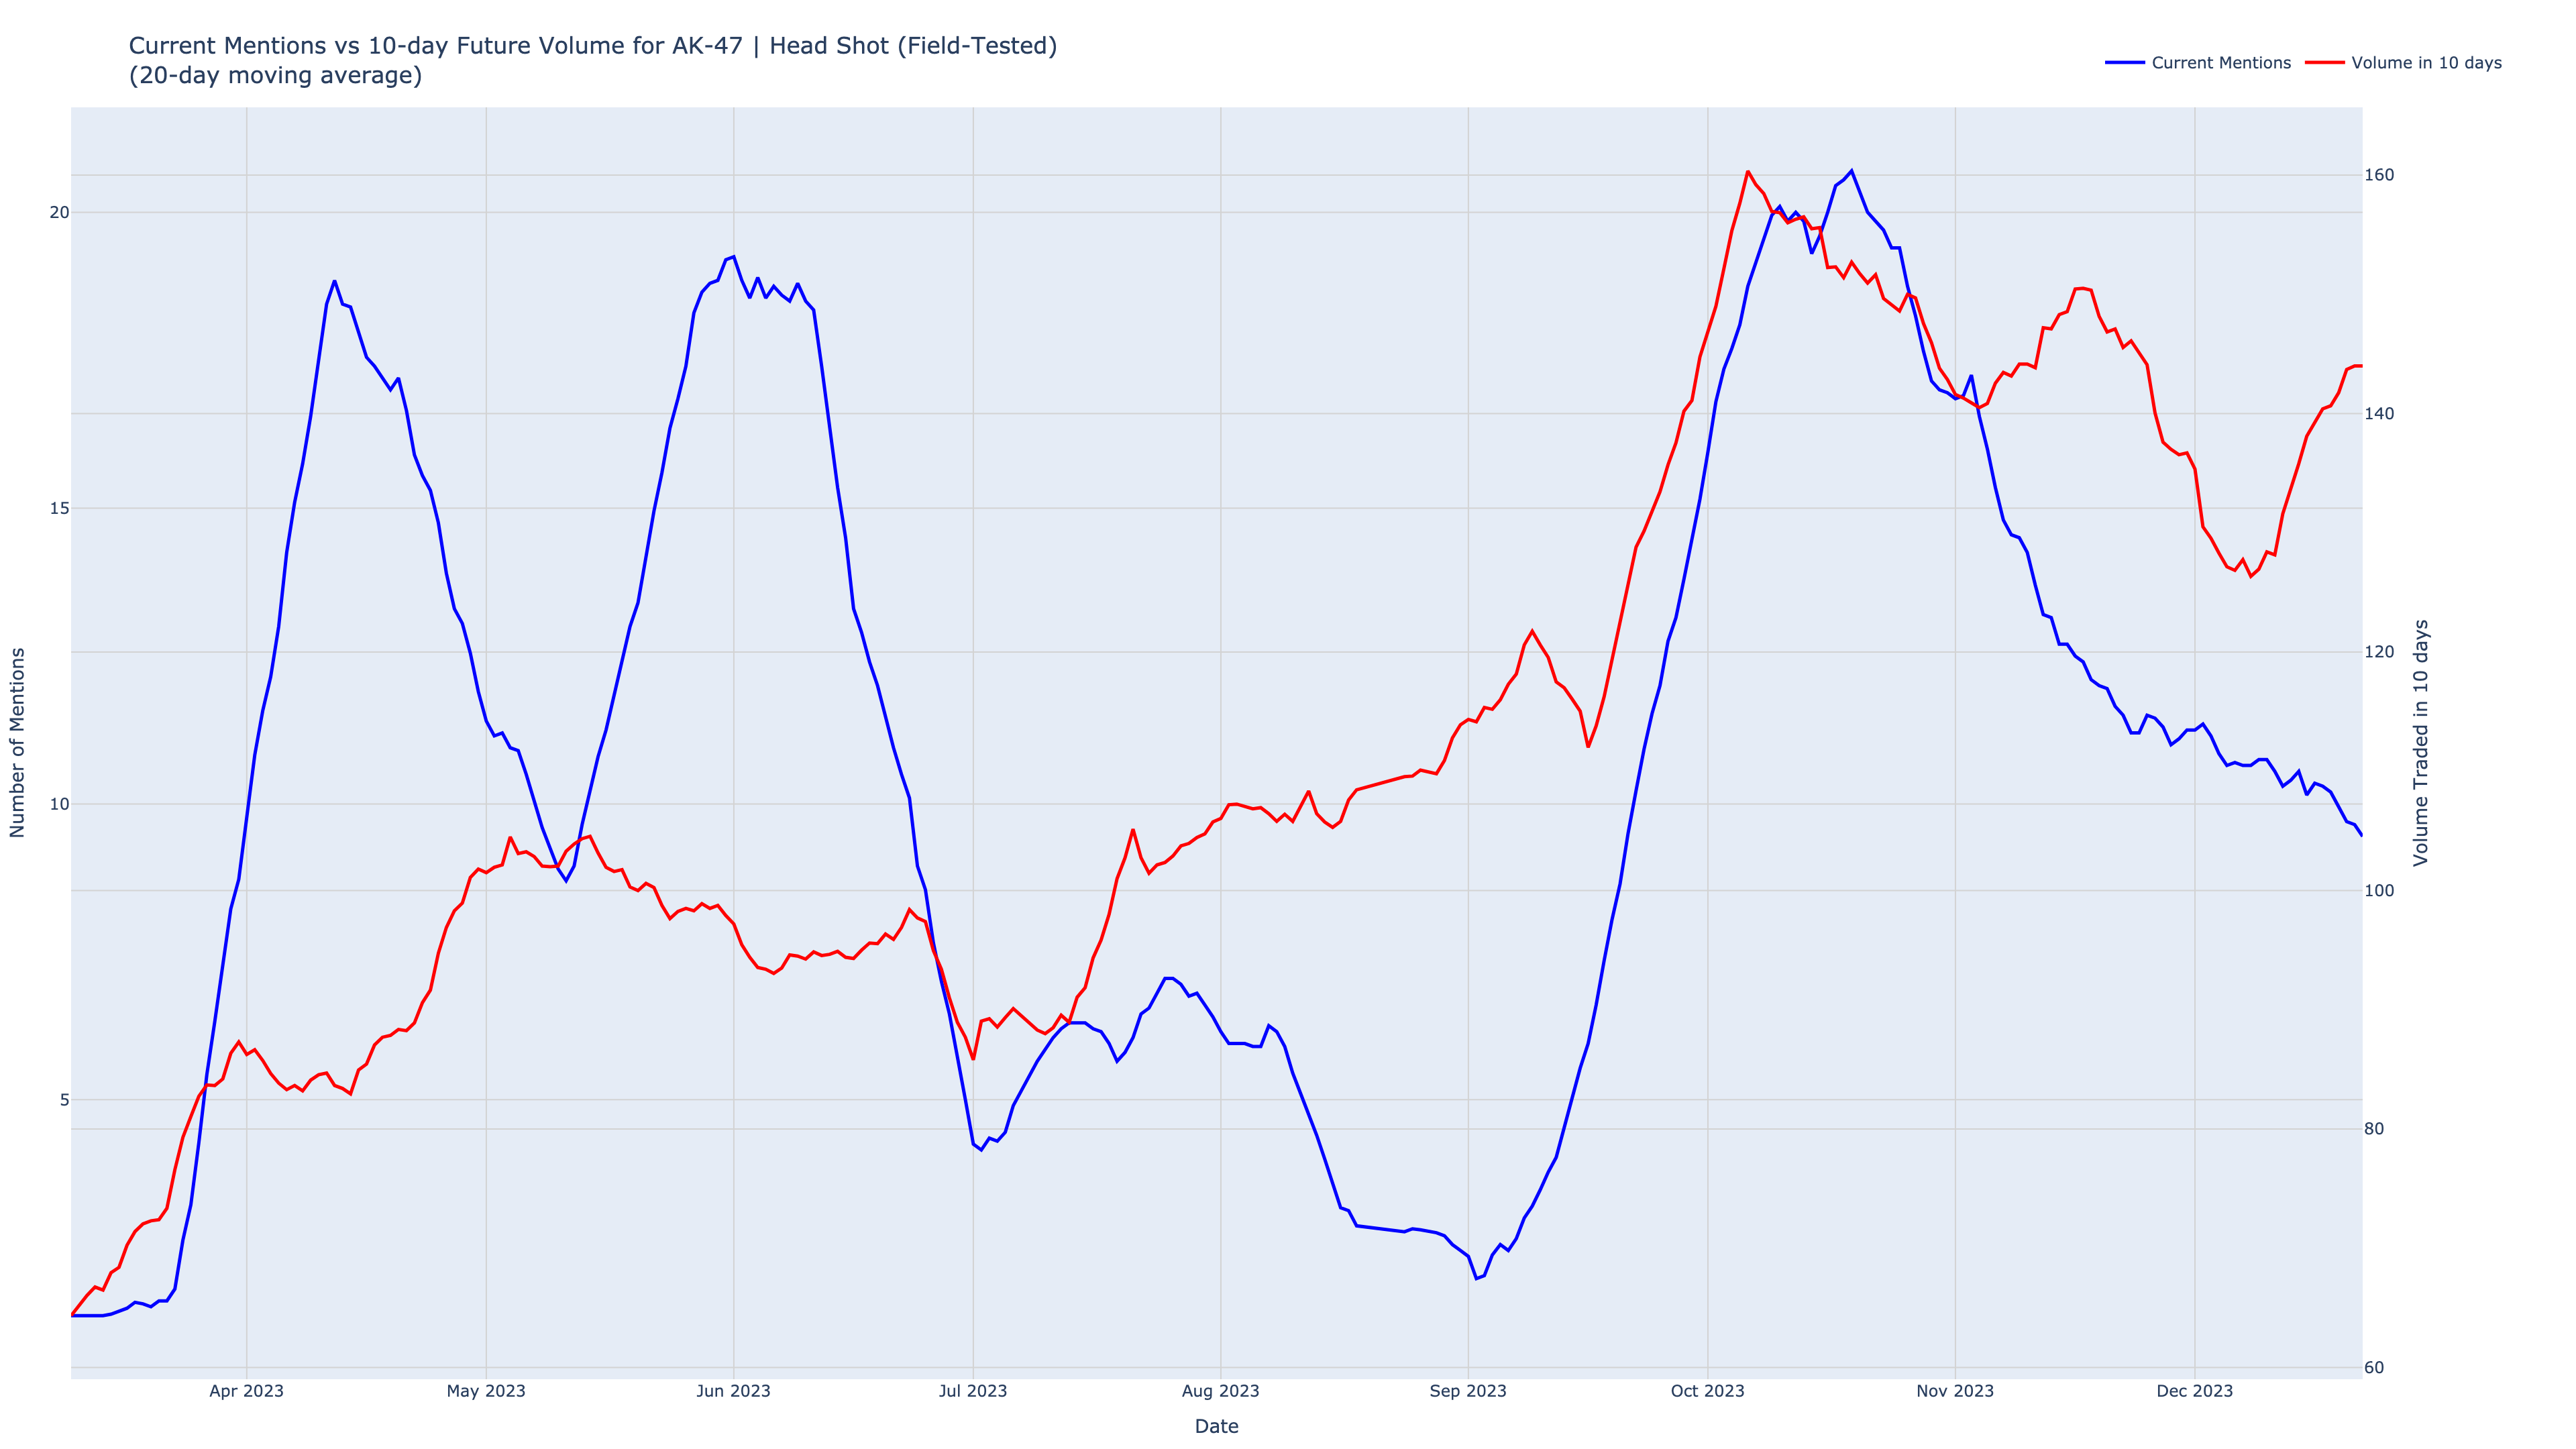 Current Mentions vs 10-day Future Volume for AK-47 | Head Shot (Field-Tested)
(20-day moving average)
Current Mentions
Volume in 10 days
Number of Mentions
20
15
10
5
160
140
120
100
80
60
Volume Traded in 10 days
Apr 2023
May 2023
Jun 2023
Jul 2023
Aug 2023
Sep 2023
Oct 2023
Nov 2023
Dec 2023
Date